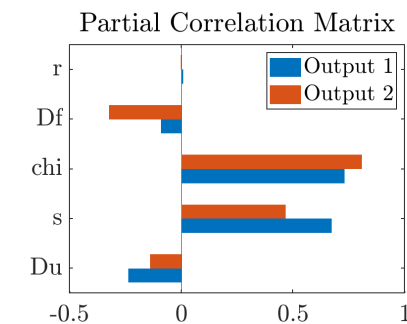 Partial Correlation Matrix
r
Output 1
Output 2
Df
chi
s
Du
-0.5
0
0.5
1